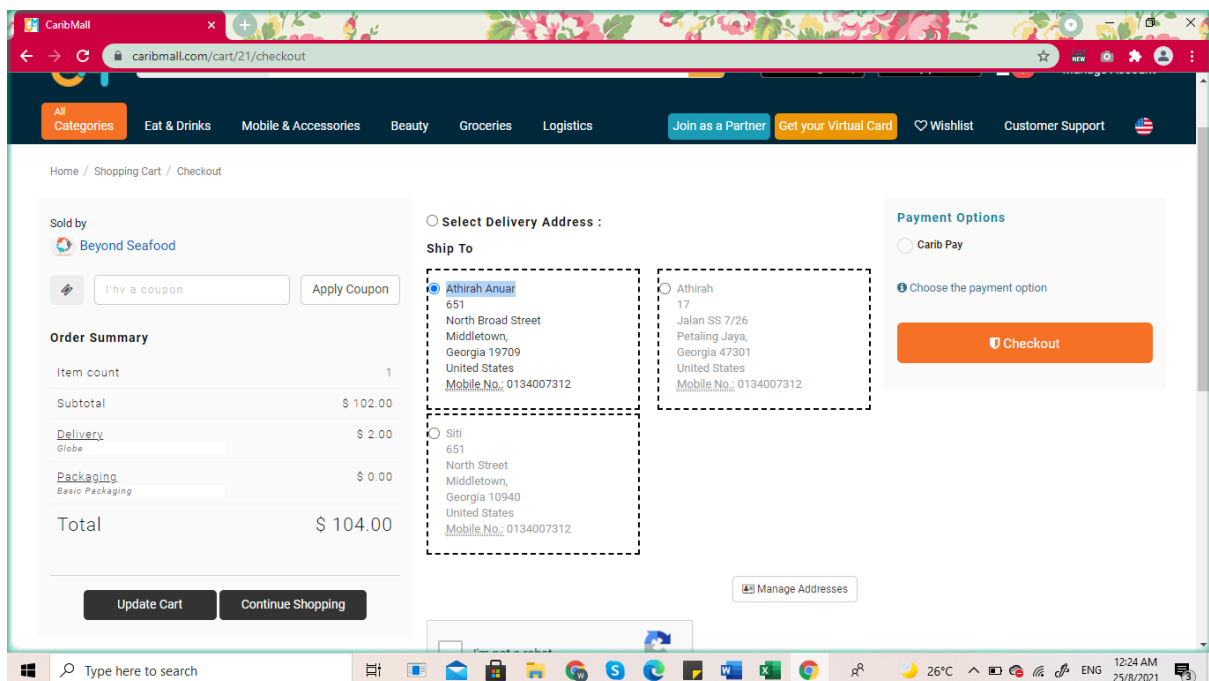 CaribMall
caribmall.com/cart/21/checkout
NEW
All
Categories
Eat & Drinks
Mobile & Accessories
Beauty
Groceries
Logistics
Join as a Partner
Get your Virtual Card
Wishlist
Customer Support
Home / Shopping Cart / Checkout
Sold by
Beyond Seafood
I'hv a coupon
Apply Coupon
Order Summary
Item count 1
Subtotal $ 102.00
Delivery $ 2.00
Globe
Packaging $ 0.00
Basic Packaging
Total $ 104.00
Update Cart
Continue Shopping
Select Delivery Address :
Ship To
Athirah Anuar
651
North Broad Street
Middletown,
Georgia 19709
United States
Mobile No.: 0134007312
Athirah
17
Jalan SS 7/26
Petaling Jaya,
Georgia 47301
United States
Mobile No.: 0134007312
Siti
651
North Street
Middletown,
Georgia 10940
United States
Mobile No.: 0134007312
Manage Addresses
I'm not a robot
Payment Options
Carib Pay
Choose the payment option
Checkout
Type here to search
26°C
ENG
12:24 AM
25/8/2021